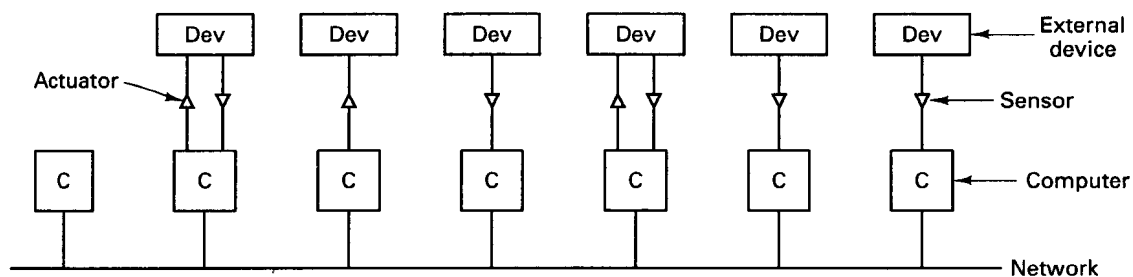 Dev
Dev
Dev
Dev
Dev
Dev
External
device
Actuator
Sensor
C
C
C
C
C
C
C
Computer
Network